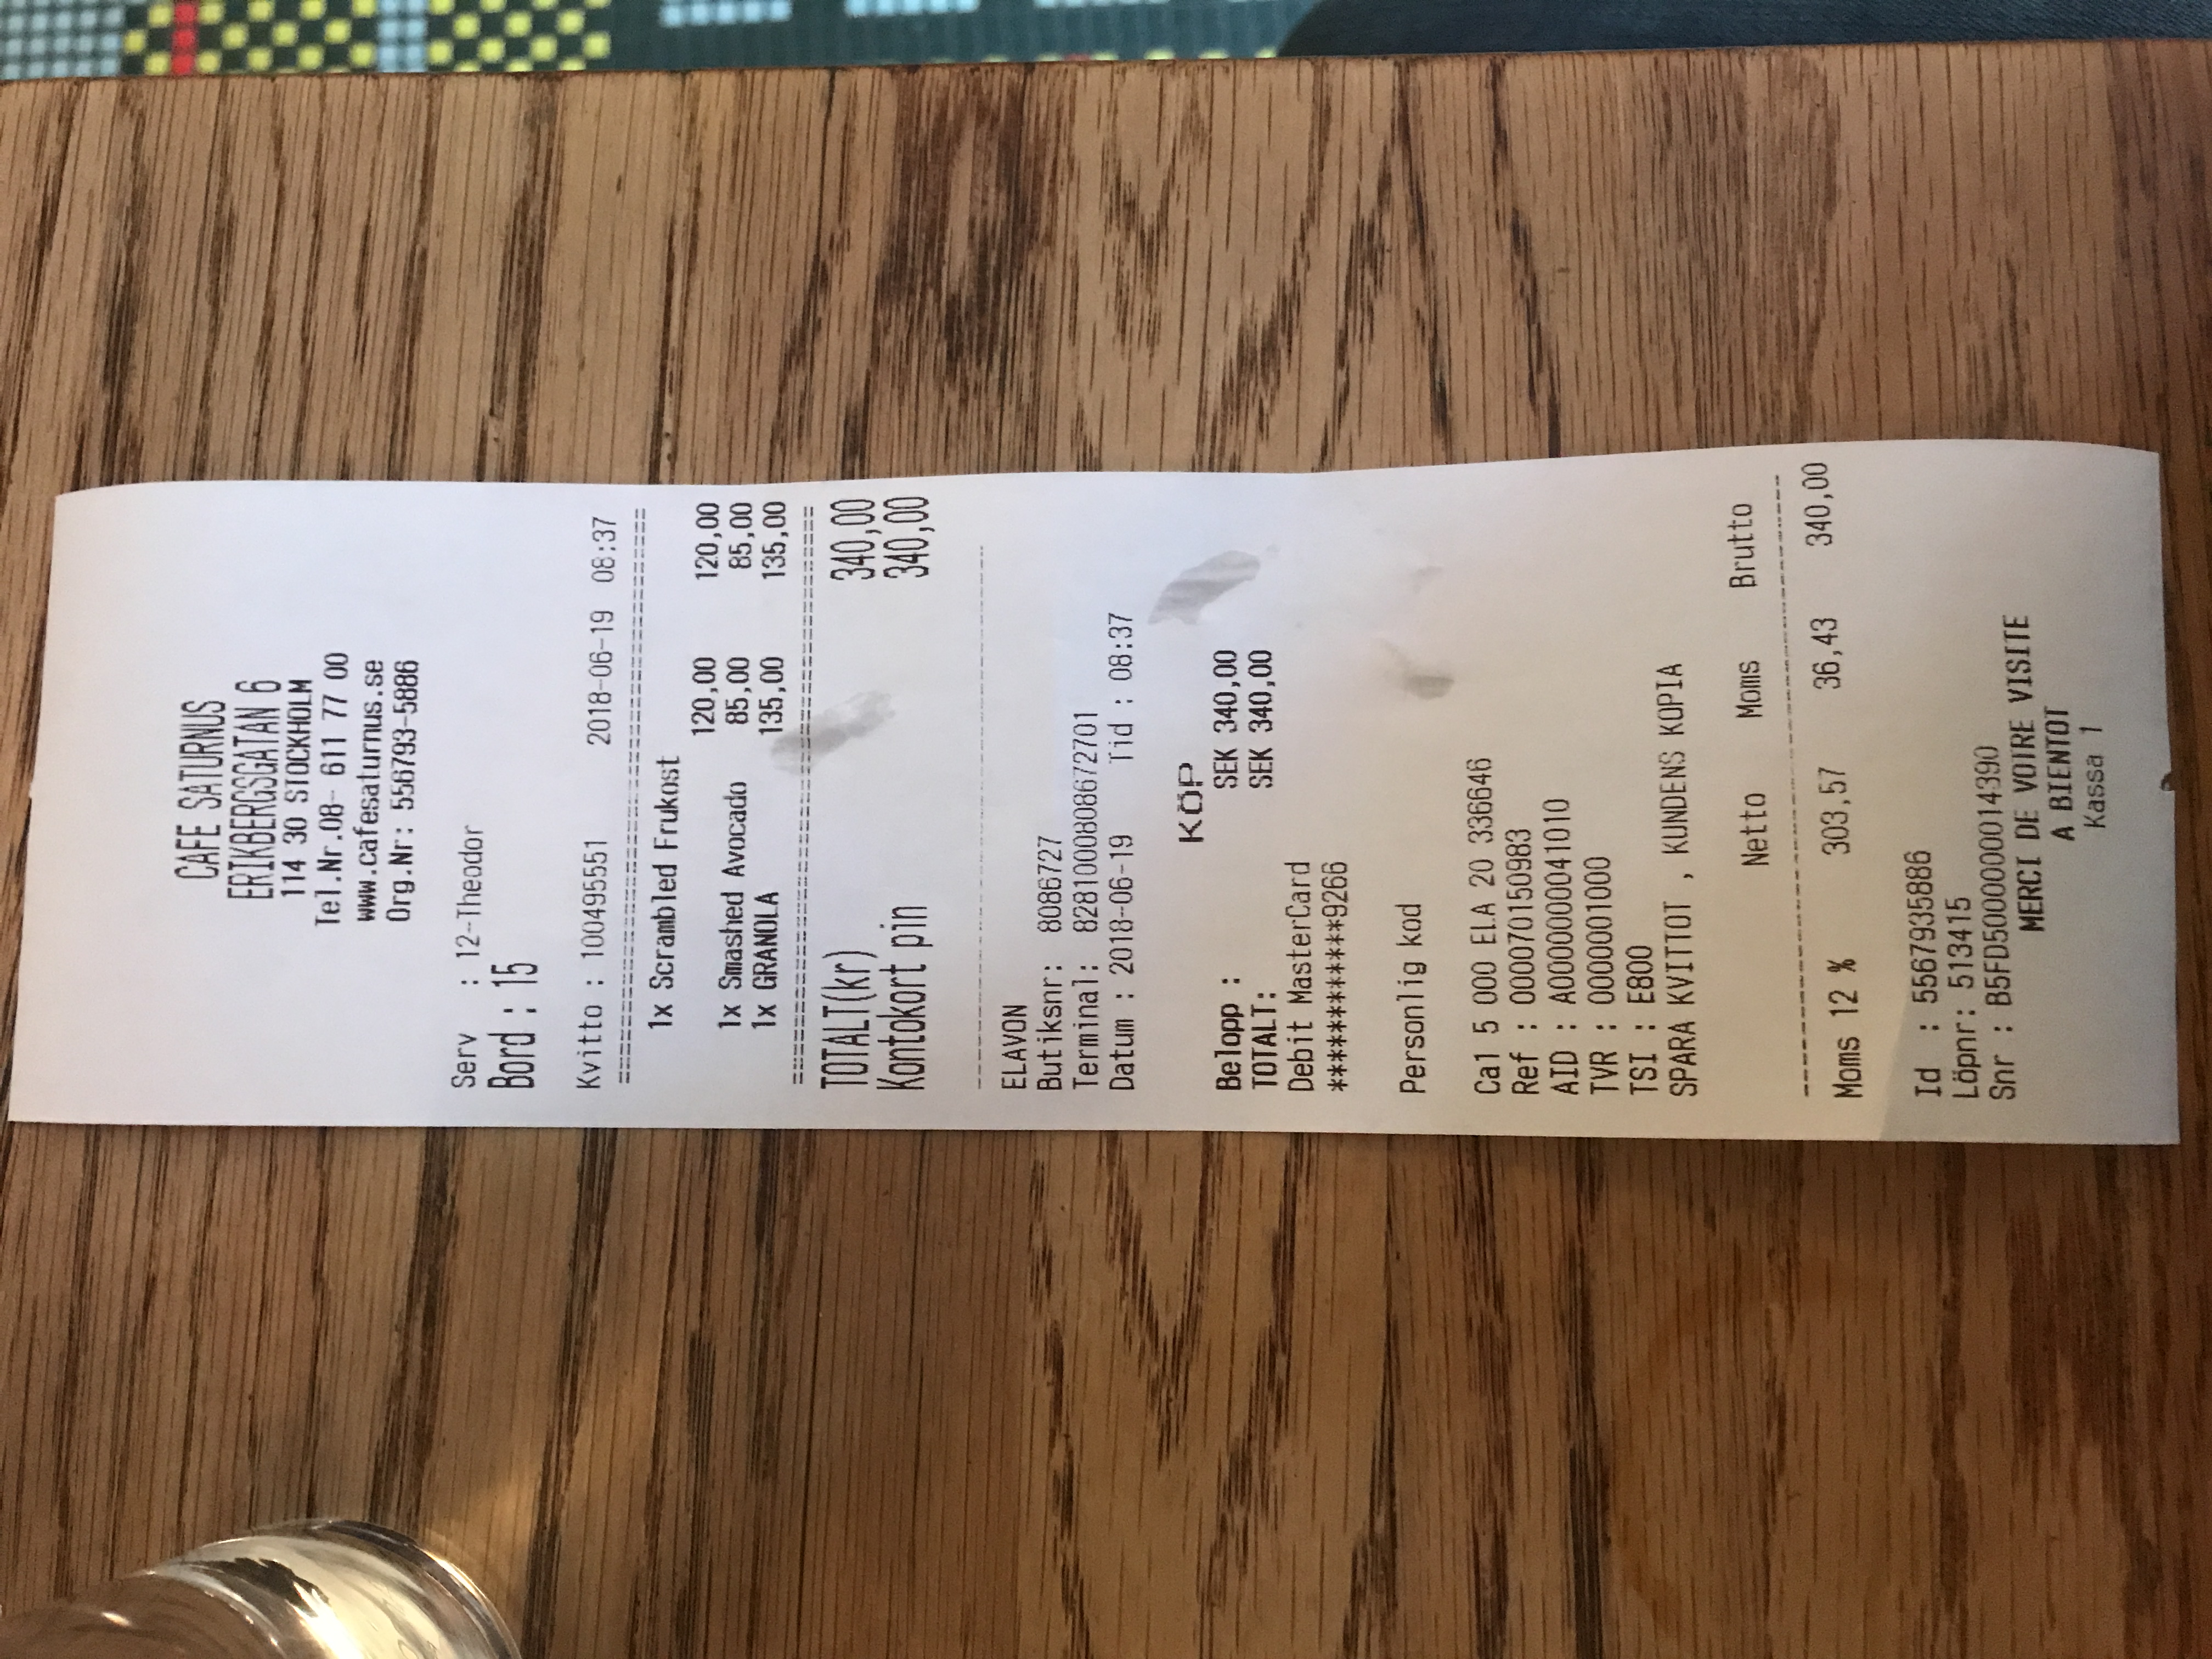 CAFE SATURNUS
ERIKBERGSGATAN 6
114 30 STOCKHOLM
Tel.Nr.08- 611 77 00
www.cafesaturnus.se
Org.Nr: 556793-5886
Serv : 12-Theodor
Bord : 15
Kvitto : 100495551 2018-06-19 08:37
1x Scrambled Frukost
120,00 120,00
1x Smashed Avocado 85,00 85,00
1x GRANOLA 135,00 135,00
TOTALT(kr) 340,00
Kontokort pin 340,00
ELAVON
Butiksnr: 8086727
Terminal: 8281000808672701
Datum : 2018-06-19 Tid : 08:37
KÖP
Belopp : SEK 340,00
TOTALT: SEK 340,00
Debit MasterCard
************9266
Personlig kod
Ca1 5 000 ELA 20 336646
Ref : 000070150983
AID : A0000000041010
TVR : 0000001000
TSI : E800
SPARA KVITTOT , KUNDENS KOPIA
Netto Moms Brutto
Moms 12 % 303,57 36,43 340,00
Id : 5567935886
Löpnr: 513415
Snr : B5FD5000000014390
MERCI DE VOTRE VISITE
A BIENTOT
Kassa 1